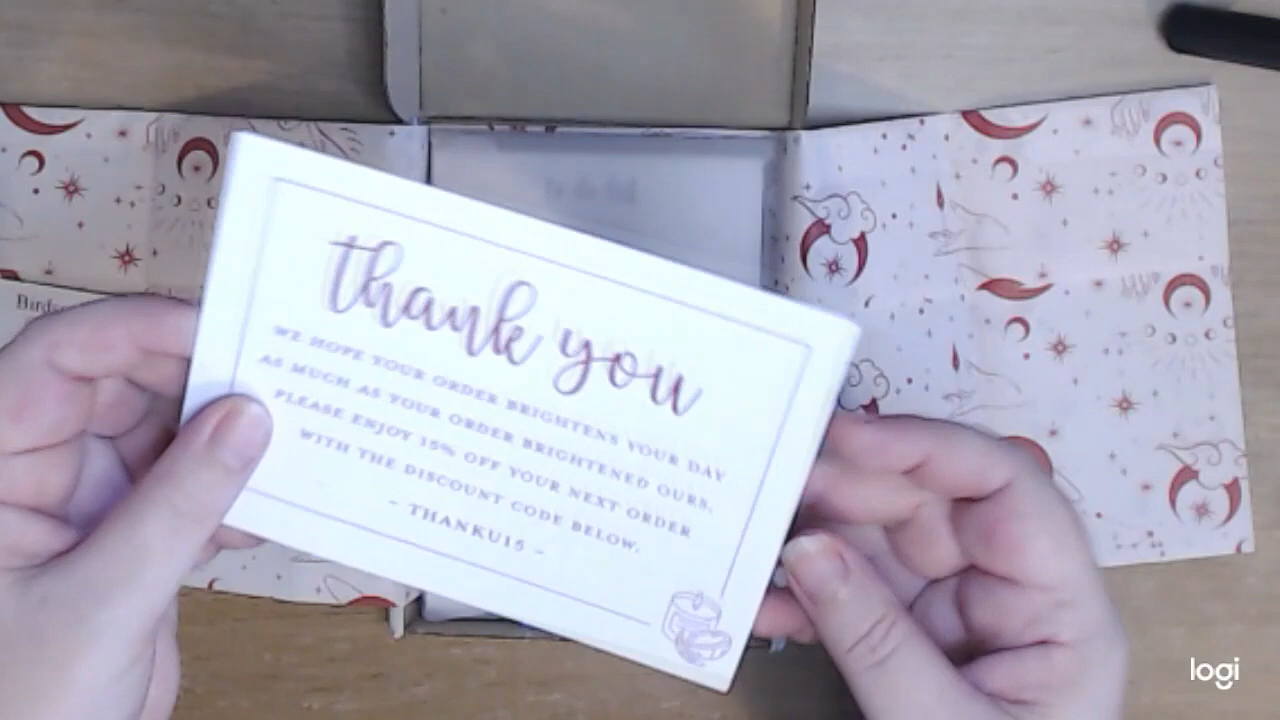 thank you
WE HOPE YOUR ORDER BRIGHTENS YOUR DAY
AS MUCH AS YOUR ORDER BRIGHTENED OURS.
PLEASE ENJOY 15% OFF YOUR NEXT ORDER
WITH THE DISCOUNT CODE BELOW.
- THANKU15 -
logi